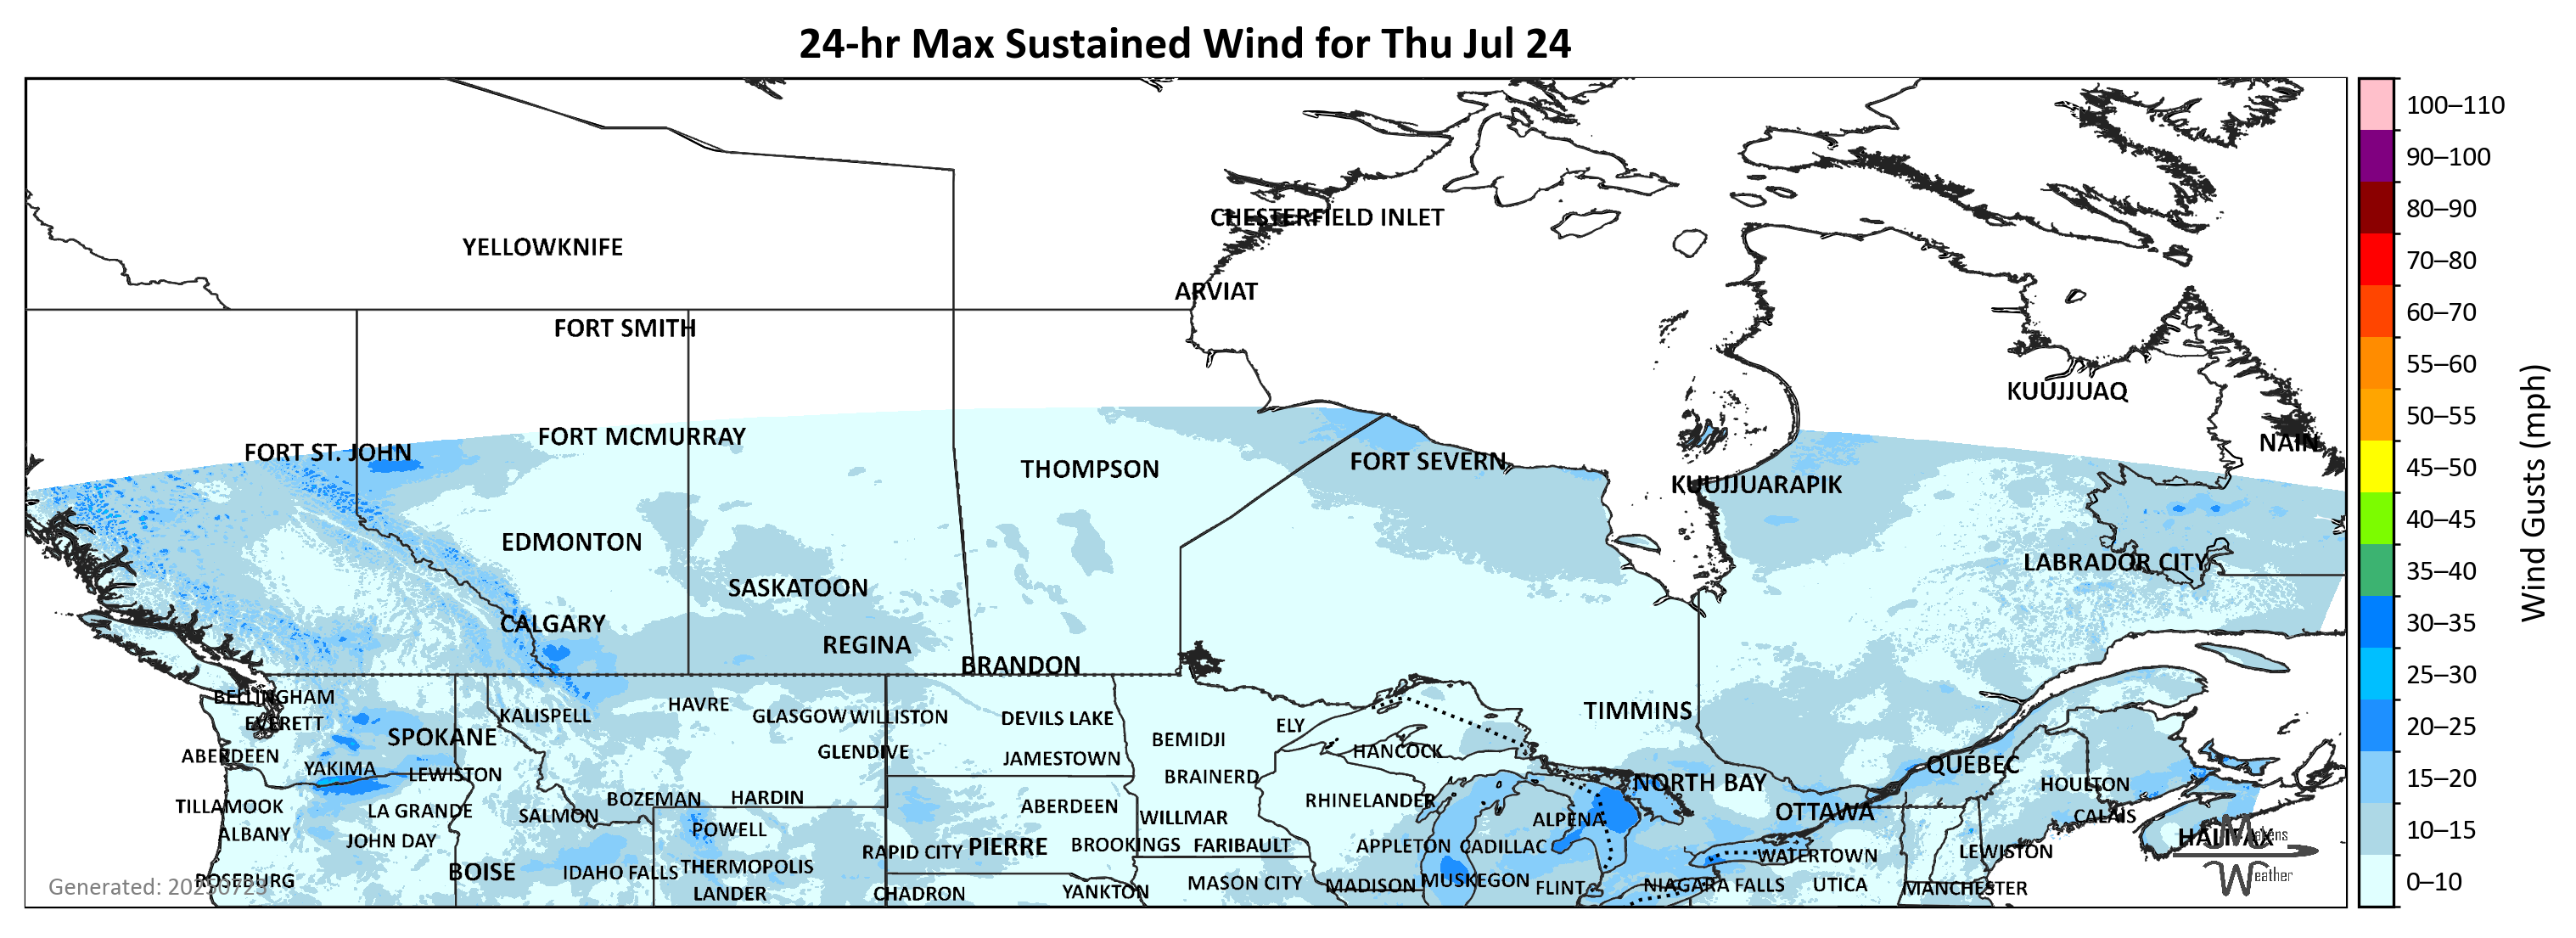 24-hr Max Sustained Wind for Thu Jul 24
100–110
90–100
CHESTERFIELD INLET
80–90
YELLOWKNIFE
70–80
ARVIAT
60–70
FORT SMITH
55–60
KUUJJUAQ
50–55
FORT MCMURRAY
NAIN
FORT ST. JOHN
FORT SEVERN
THOMPSON
45–50
KUUJJUARAPIK
40–45
Wind Gusts (mph)
EDMONTON
LABRADOR CITY
35–40
SASKATOON
CALGARY
30–35
REGINA
BRANDON
25–30
BELLINGHAM
HAVRE
TIMMINS
KALISPELL
GLASGOW
WILLISTON
DEVILS LAKE
EVERETT
ELY
20–25
SPOKANE
BEMIDJI
GLENDIVE
HANCOCK
ABERDEEN
JAMESTOWN
QUEBEC
YAKIMA
LEWISTON
BRAINERD
15–20
NORTH BAY
HOULTON
BOZEMAN
HARDIN
RHINELANDER
TILLAMOOK
LA GRANDE
ABERDEEN
OTTAWA
SALMON
WILLMAR
ALPENA
CALAIS
10–15
ALBANY
POWELL
HALIFAX
Makens
JOHN DAY
PIERRE
BROOKINGS
FARIBAULT
APPLETON
CADILLAC
RAPID CITY
LEWISTON
WATERTOWN
THERMOPOLIS
BOISE
IDAHO FALLS
Weather
ROSEBURG
MUSKEGON
0–10
MASON CITY
MADISON
FLINT
NIAGARA FALLS
UTICA
MANCHESTER
Generated: 20250723
LANDER
CHADRON
YANKTON